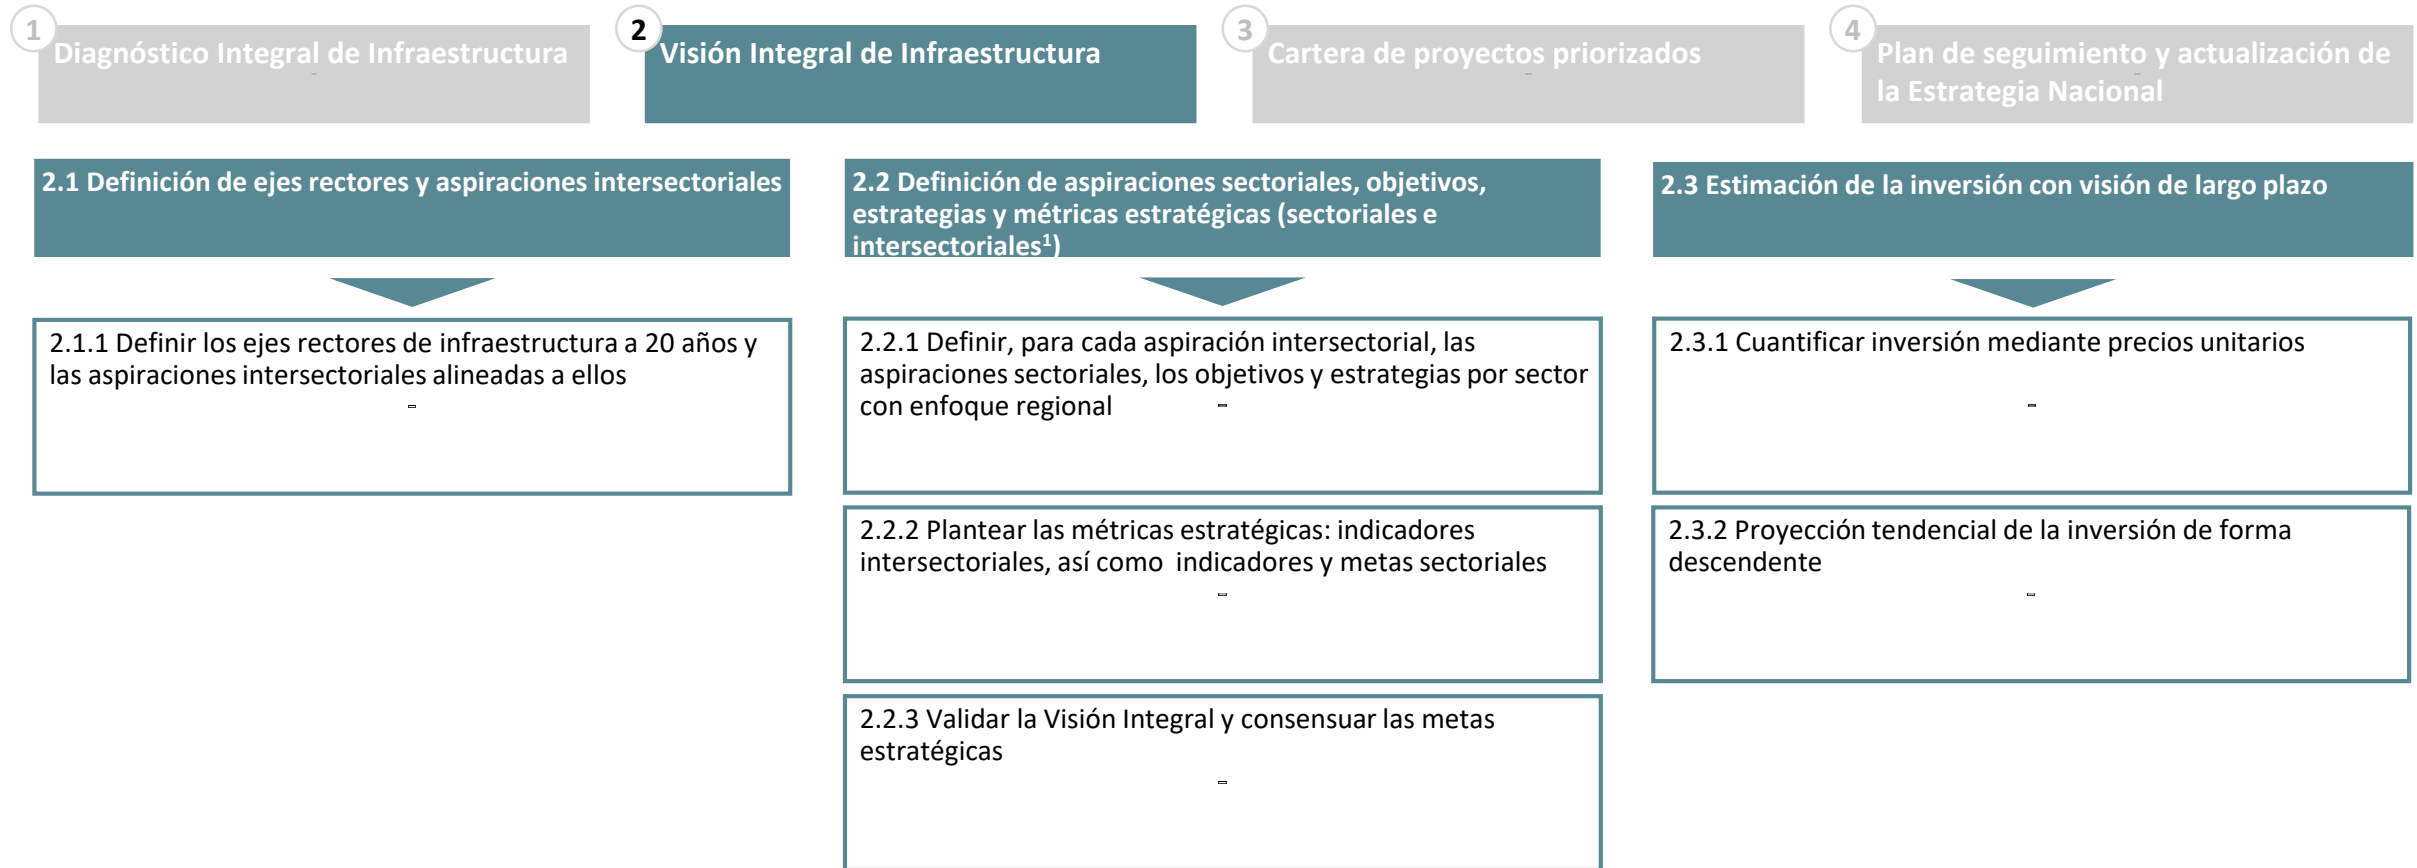 1
Diagnóstico Integral de Infraestructura
2
Visión Integral de Infraestructura
3
Cartera de proyectos priorizados
4
Plan de seguimiento y actualización de
la Estrategia Nacional
2.1 Definición de ejes rectores y aspiraciones intersectoriales
2.2 Definición de aspiraciones sectoriales, objetivos,
estrategias y métricas estratégicas (sectoriales e
intersectoriales¹)
2.3 Estimación de la inversión con visión de largo plazo
2.1.1 Definir los ejes rectores de infraestructura a 20 años y
las aspiraciones intersectoriales alineadas a ellos
2.2.1 Definir, para cada aspiración intersectorial, las
aspiraciones sectoriales, los objetivos y estrategias por sector
con enfoque regional
2.2.2 Plantear las métricas estratégicas: indicadores
intersectoriales, así como  indicadores y metas sectoriales
2.2.3 Validar la Visión Integral y consensuar las metas
estratégicas
2.3.1 Cuantificar inversión mediante precios unitarios
2.3.2 Proyección tendencial de la inversión de forma
descendente